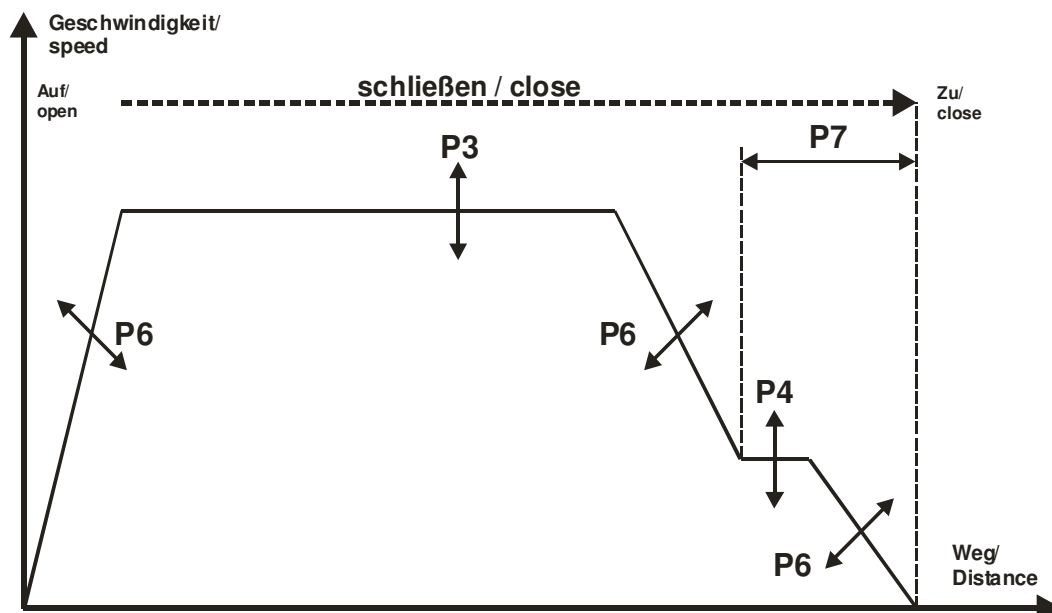 Geschwindigkeit/
speed
Auf/
open
schließen / close
Zu/
close
P3
P7
P6
P6
P4
P6
Weg/
Distance